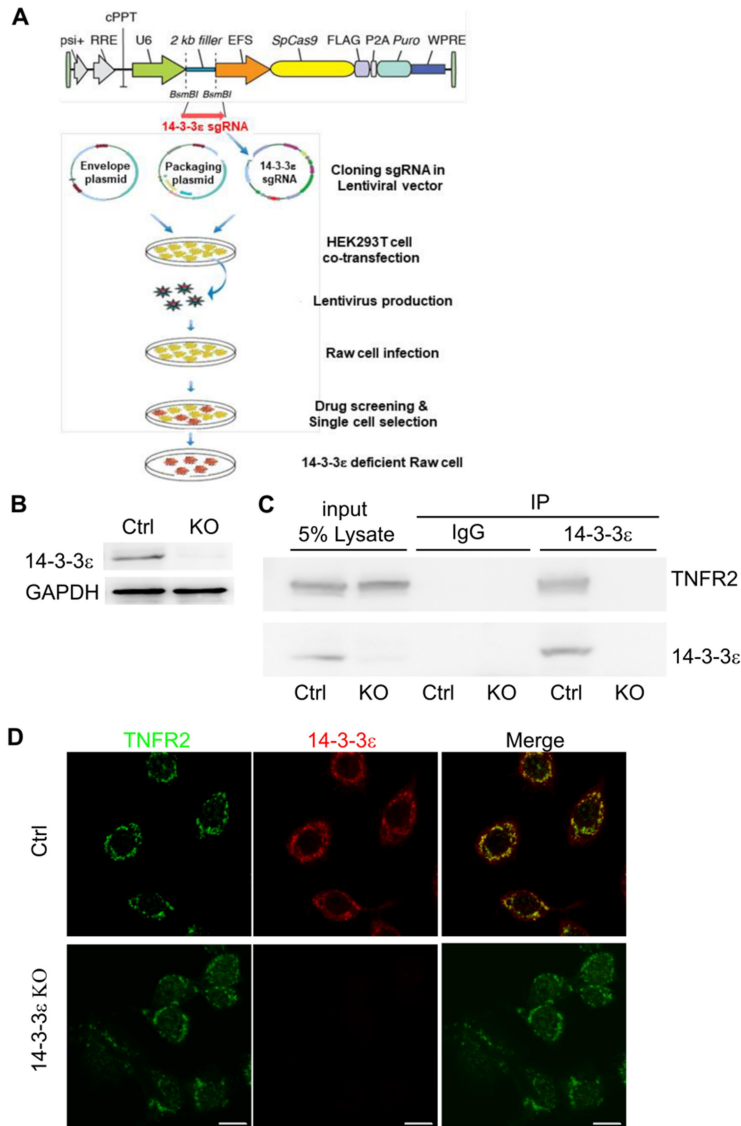 A
cPPT
psi+ RRE U6 2 kb filler EFS SpCas9 FLAG P2A Puro WPRE
BsmBI BsmBI
14-3-3ε sgRNA
Envelope
plasmid
Packaging
plasmid
14-3-3ε
sgRNA
Cloning sgRNA in
Lentiviral vector
HEK293T cell
co-transfection
Lentivirus production
Raw cell infection
Drug screening &
Single cell selection
14-3-3ε deficient Raw cell
B
Ctrl KO
14-3-3ε
GAPDH
C
input
5% Lysate
IP
IgG 14-3-3ε
TNFR2
14-3-3ε
Ctrl KO Ctrl KO Ctrl KO
D
TNFR2 14-3-3ε Merge
Ctrl
14-3-3ε KO